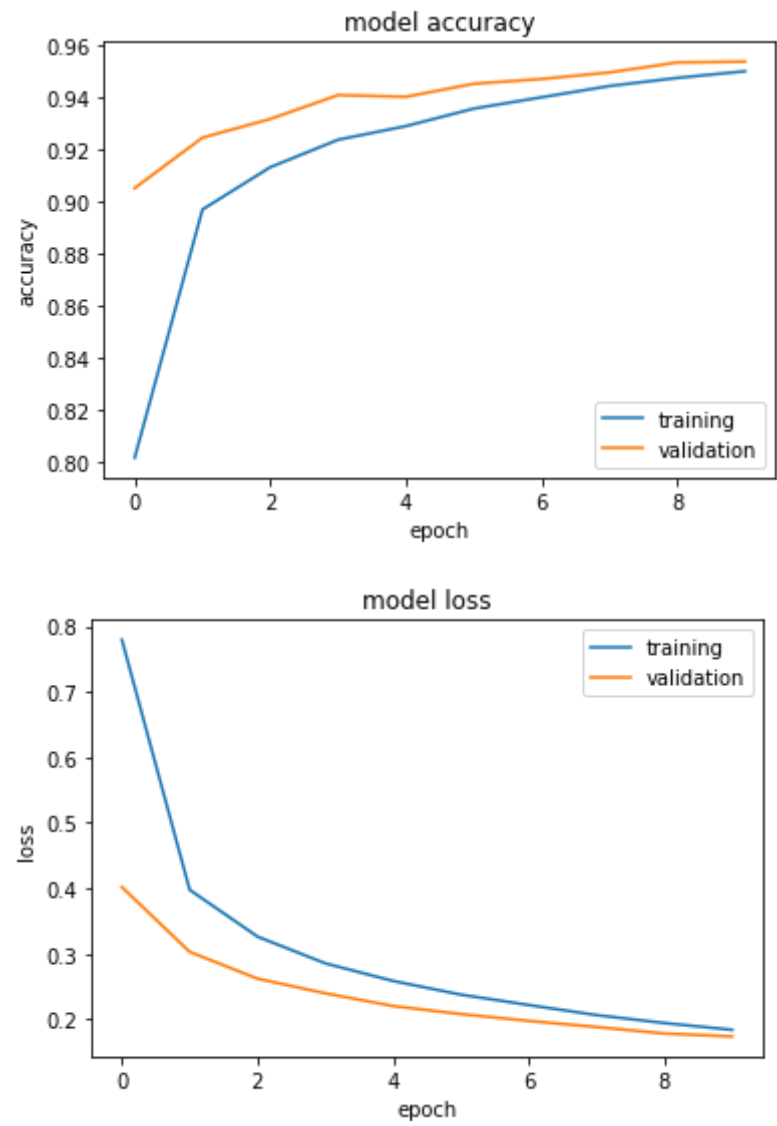 model accuracy
0.96
0.94
0.92
0.90
0.88
0.86
0.84
0.82
0.80
accuracy
training
validation
0 2 4 6 8
epoch
model loss
0.8
0.7
0.6
0.5
0.4
0.3
0.2
loss
training
validation
0 2 4 6 8
epoch